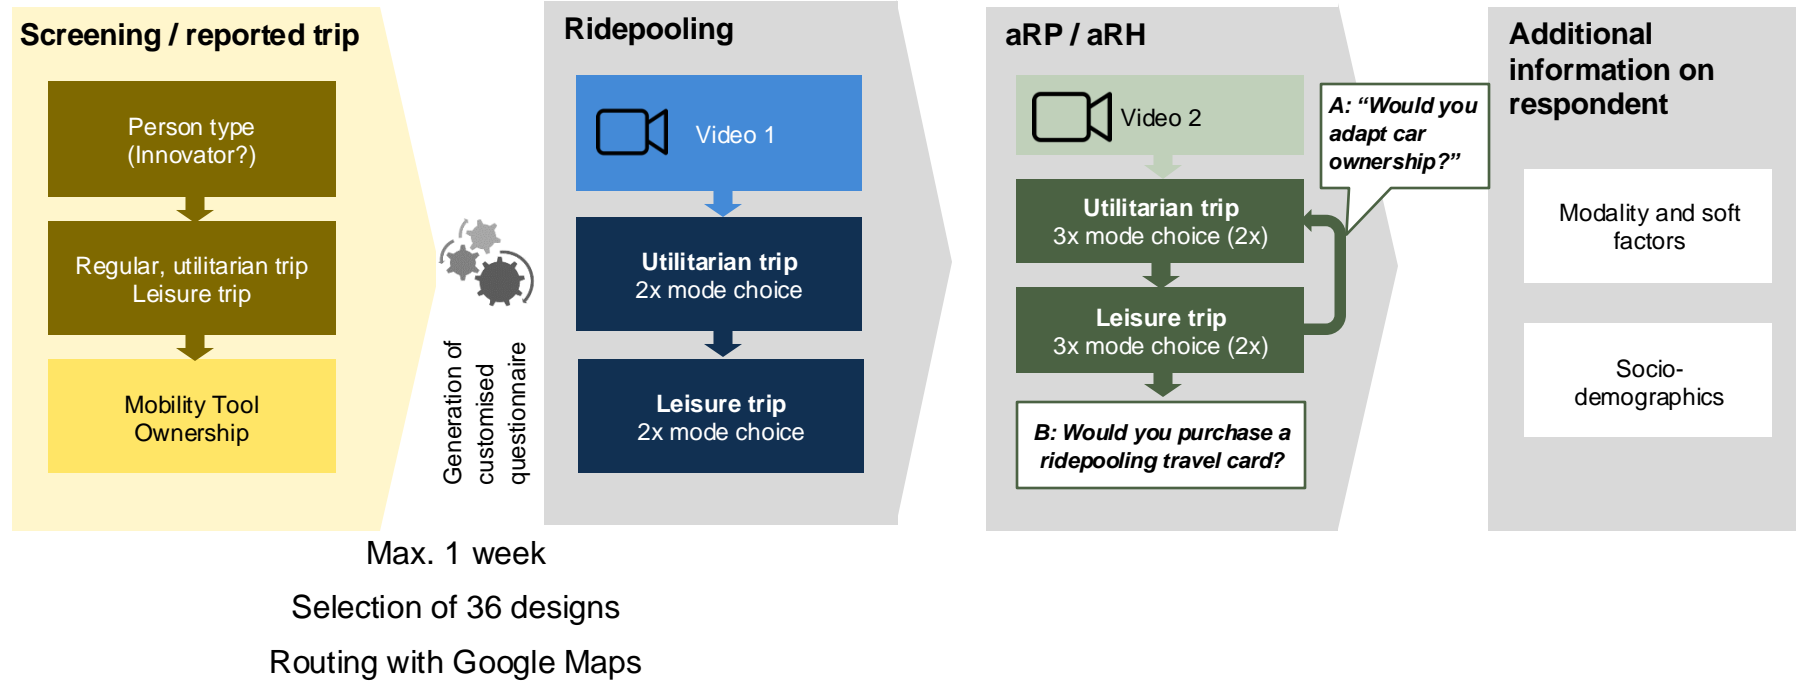 Screening / reported trip
Person type
(Innovator?)
Regular, utilitarian trip
Leisure trip
Mobility Tool
Ownership
Generation of
customised
questionnaire
Max. 1 week
Selection of 36 designs
Routing with Google Maps
Ridepooling
Video 1
Utilitarian trip
2x mode choice
Leisure trip
2x mode choice
aRP / aRH
Video 2
Utilitarian trip
3x mode choice (2x)
Leisure trip
3x mode choice (2x)
A: “Would you
adapt car
ownership?”
B: Would you purchase a
ridepooling travel card?
Additional
information on
respondent
Modality and soft
factors
Socio-
demographics